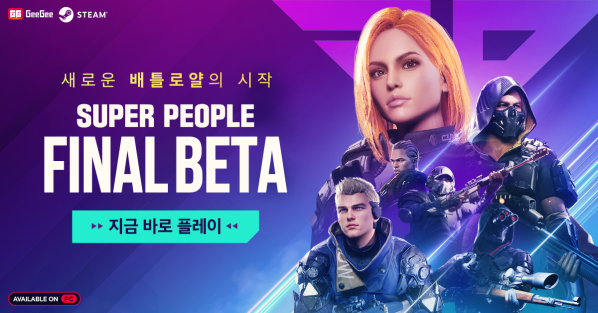 GG GeeGee STEAM®
새로운 배틀로얄의 시작
SUPER PEOPLE
FINAL BETA
지금 바로 플레이
AVAILABLE ON PC